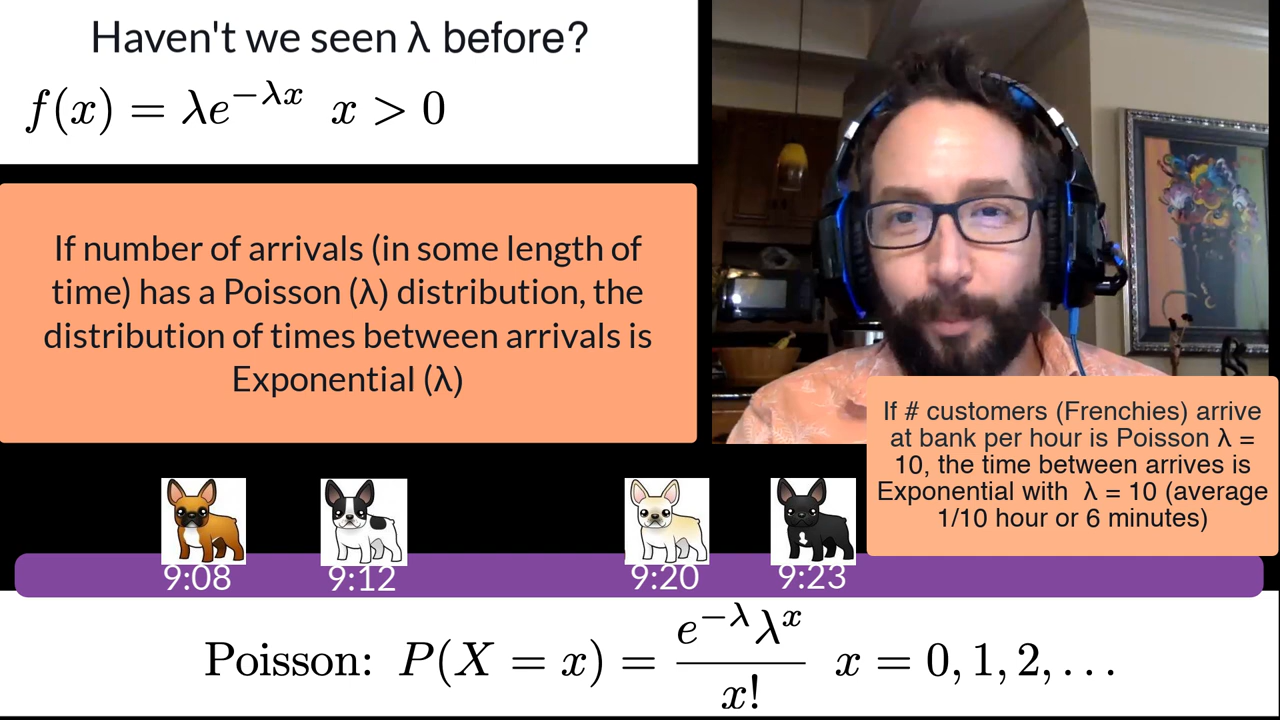 Haven't we seen λ before?
f(x) = λe^{-λx} x > 0
If number of arrivals (in some length of
time) has a Poisson (λ) distribution, the
distribution of times between arrivals is
Exponential (λ)
If # customers (Frenchies) arrive
at bank per hour is Poisson λ =
10, the time between arrives is
Exponential with λ = 10 (average
1/10 hour or 6 minutes)
9:08 9:12 9:20 9:23
Poisson: P(X = x) = \frac{e^{-λ}λ^x}{x!} x = 0, 1, 2, . . .